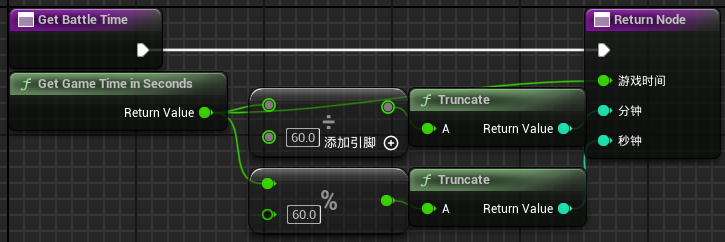 Get Battle Time
Return Node
Get Game Time in Seconds
Return Value
游戏时间
÷
60.0
添加引脚
Truncate
A
Return Value
分钟
秒钟
%
60.0
Truncate
A
Return Value